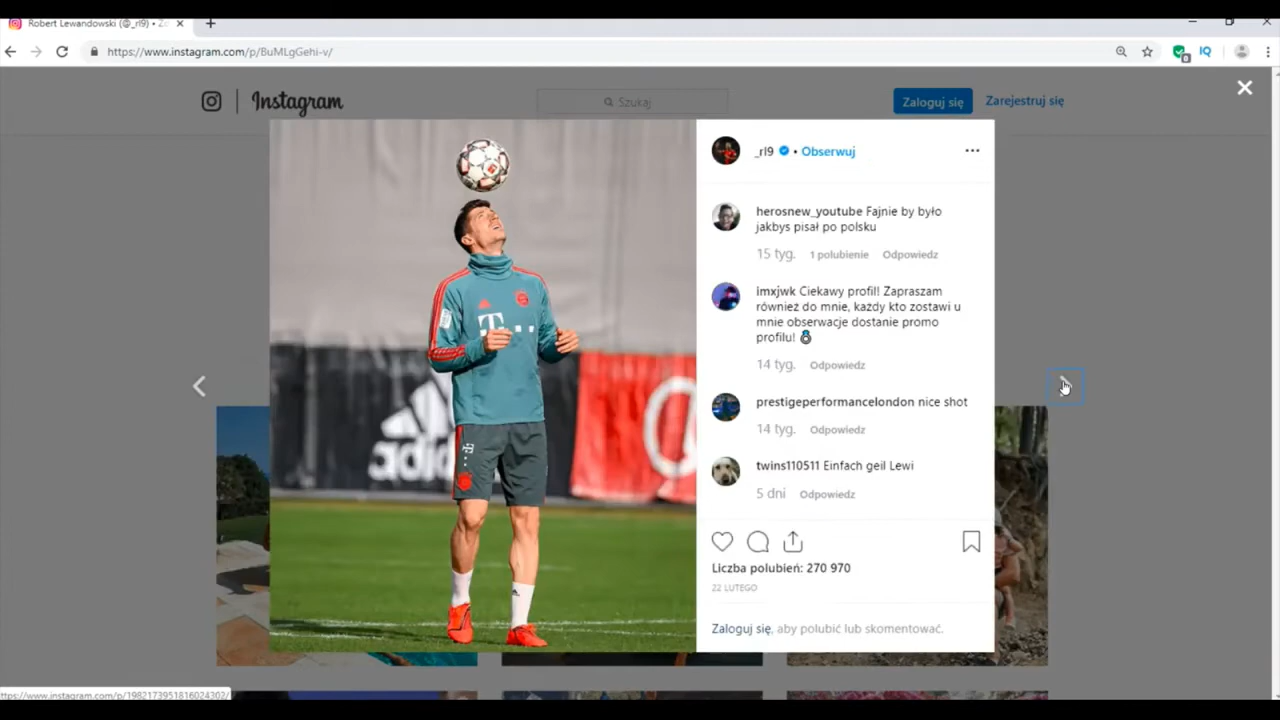 Robert Lewandowski (@_rl9) •
https://www.instagram.com/p/BuMLgGehi-v/
0
IQ
Instagram
Szukaj
Zaloguj się
Zarejestruj się
_rl9 • Obserwuj
herosnew_youtube Fajnie by było
jakbys pisał po polsku
15 tyg. 1 polubienie Odpowiedz
imxjwk Ciekawy profil! Zapraszam
również do mnie, każdy kto zostawi u
mnie obserwacje dostanie promo
profilu!
14 tyg. Odpowiedz
prestigeperformancelondon nice shot
14 tyg. Odpowiedz
twins110511 Einfach geil Lewi
5 dni Odpowiedz
Liczba polubień: 270 970
22 LUTEGO
Zaloguj się, aby polubić lub skomentować.
T
adidas
ttps://www.instagram.com/p/1982173951816024302/